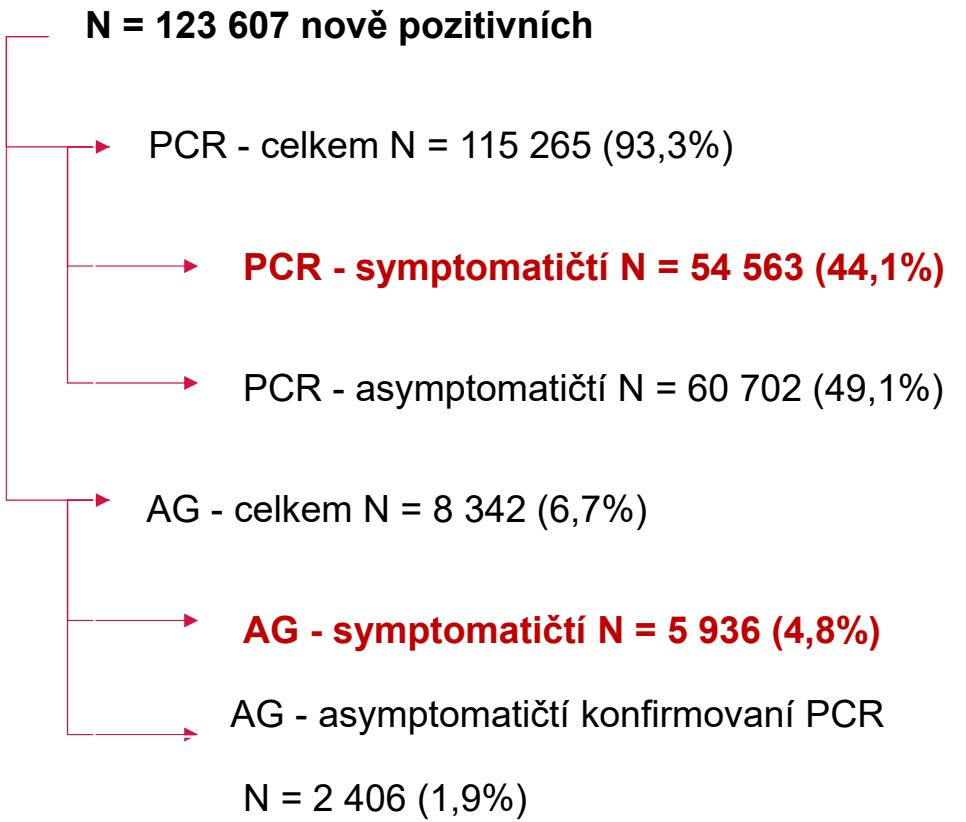 N = 123 607 nově pozitivních
PCR - celkem N = 115 265 (93,3%)
PCR - symptomatičtí N = 54 563 (44,1%)
PCR - asymptomatičtí N = 60 702 (49,1%)
AG - celkem N = 8 342 (6,7%)
AG - symptomatičtí N = 5 936 (4,8%)
AG - asymptomatičtí konfirmovaní PCR
N = 2 406 (1,9%)